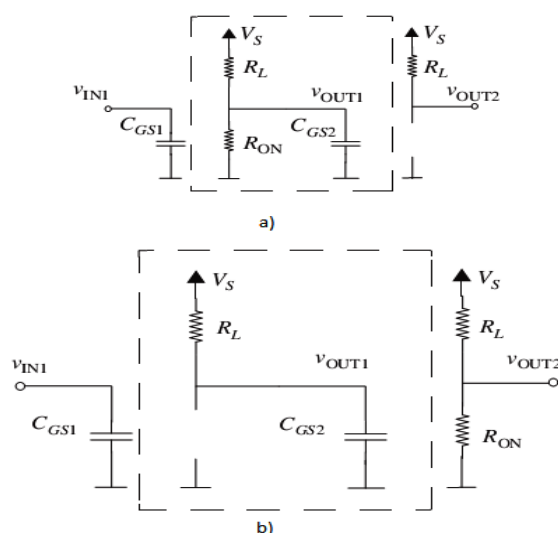 V_S V_S
R_L R_L
v_IN1 v_OUT1 v_OUT2
C_GS1 R_ON C_GS2
a)
V_S V_S
R_L R_L
v_IN1 v_OUT1 v_OUT2
C_GS1 C_GS2 R_ON
b)